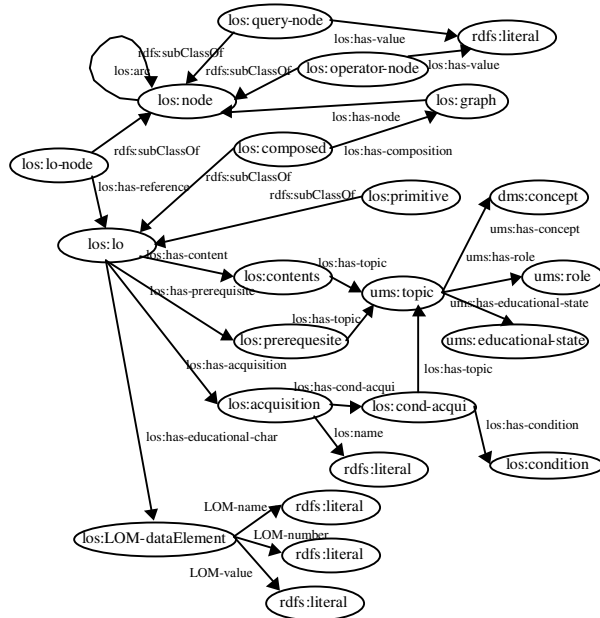 los:query-node
los:has-value
rdfs:literal
rdfs:subClassOf
los:arc
rdfs:subClassOf
los:operator-node
los:has-value
los:node
los:graph
los:has-node
rdfs:subClassOf
los:composed
los:has-composition
los:lo-node
los:has-reference
rdfs:subClassOf
rdfs:subClassOf
los:primitive
dms:concept
los:lo
ums:has-concept
los:has-content
los:has-topic
ums:has-role
los:contents
ums:topic
ums:role
los:has-prerequisite
ums:has-educational-state
los:has-topic
los:prerequesite
ums:educational-state
los:has-acquisition
los:has-topic
los:has-cond-acqui
los:acquisition
los:cond-acqui
los:has-condition
los:name
los:has-educational-char
rdfs:literal
los:condition
LOM-name
rdfs:literal
LOM-number
los:LOM-dataElement
rdfs:literal
LOM-value
rdfs:literal